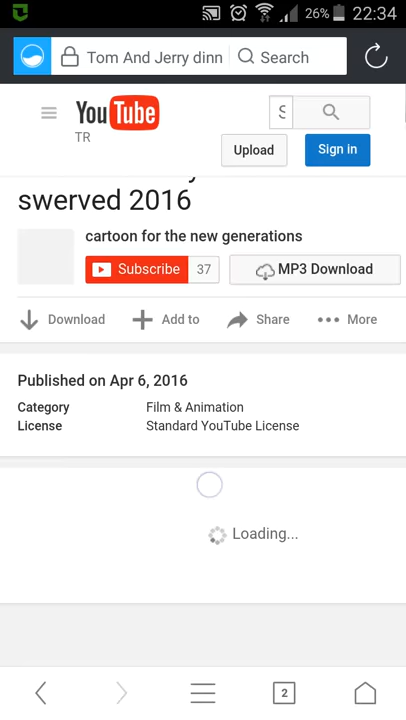 26% 22:34
Tom And Jerry dinn Search
YouTube S
TR
Upload Sign in
swerved 2016
cartoon for the new generations
Subscribe 37 MP3 Download
Download Add to Share More
Published on Apr 6, 2016
Category Film & Animation
License Standard YouTube License
Loading...
2